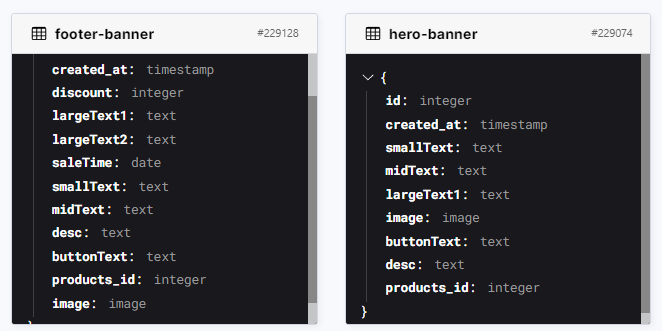 footer-banner #229128
created_at: timestamp
discount: integer
largeText1: text
largeText2: text
saleTime: date
smallText: text
midText: text
desc: text
buttonText: text
products_id: integer
image: image
}
hero-banner #229074
{
id: integer
created_at: timestamp
smallText: text
midText: text
largeText1: text
image: image
buttonText: text
desc: text
products_id: integer
}